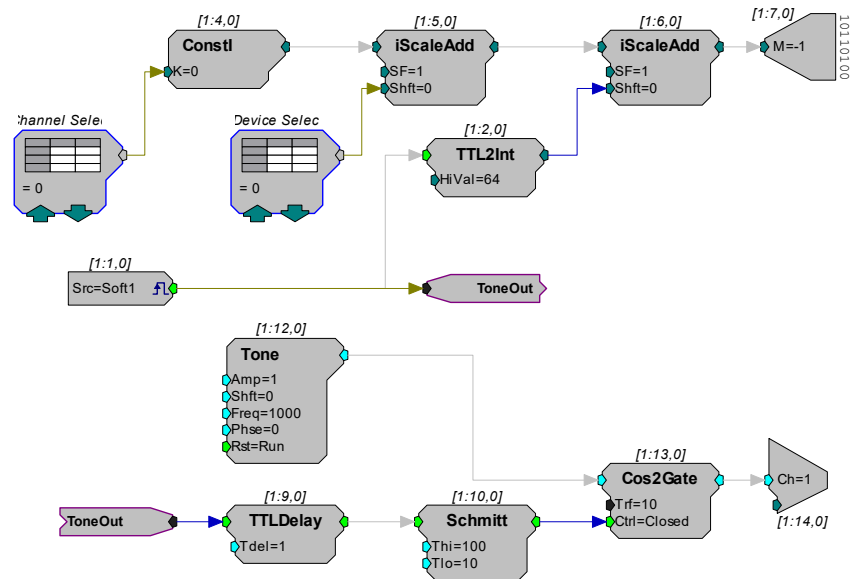 [1:4,0]
ConstI
K=0
[1:5,0]
iScaleAdd
SF=1
Shft=0
[1:6,0]
iScaleAdd
SF=1
Shft=0
[1:7,0]
M=-1
10110100
Channel Selec
= 0
Device Selec
= 0
[1:2,0]
TTL2Int
HiVal=64
[1:1,0]
Src=Soft1
ToneOut
[1:12,0]
Tone
Amp=1
Shft=0
Freq=1000
Phse=0
Rst=Run
[1:13,0]
Cos2Gate
Trf=10
Ctrl=Closed
Ch=1
[1:14,0]
ToneOut
[1:9,0]
TTLDelay
Tdel=1
[1:10,0]
Schmitt
Thi=100
Tlo=10